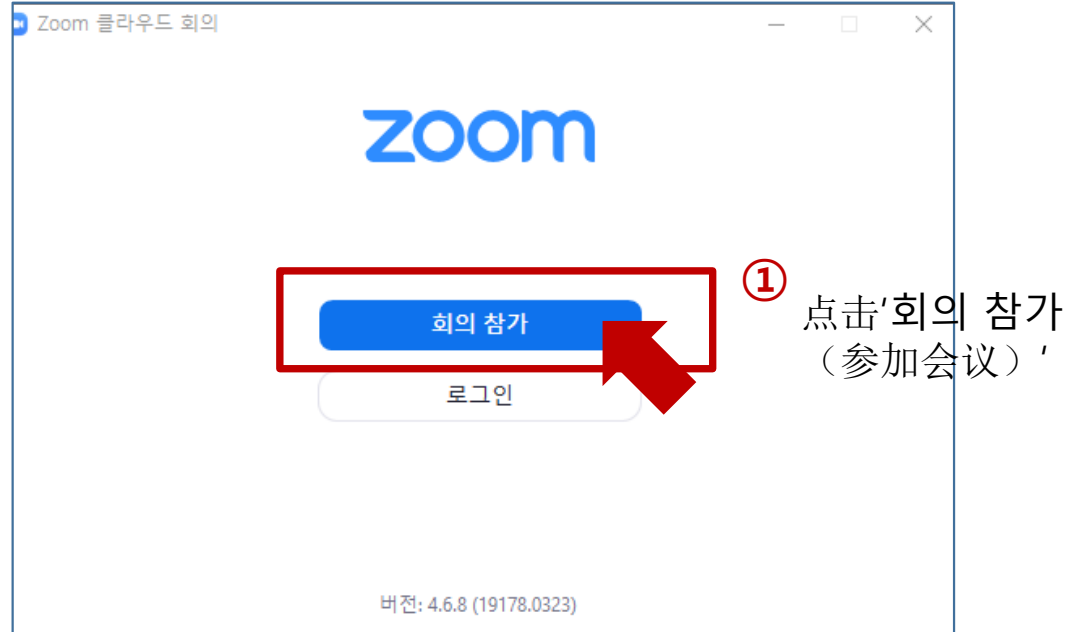 Zoom 클라우드 회의
zoom
회의 참가
로그인
버전: 4.6.8 (19178.0323)
①
点击'회의 참가
（参加会议）'